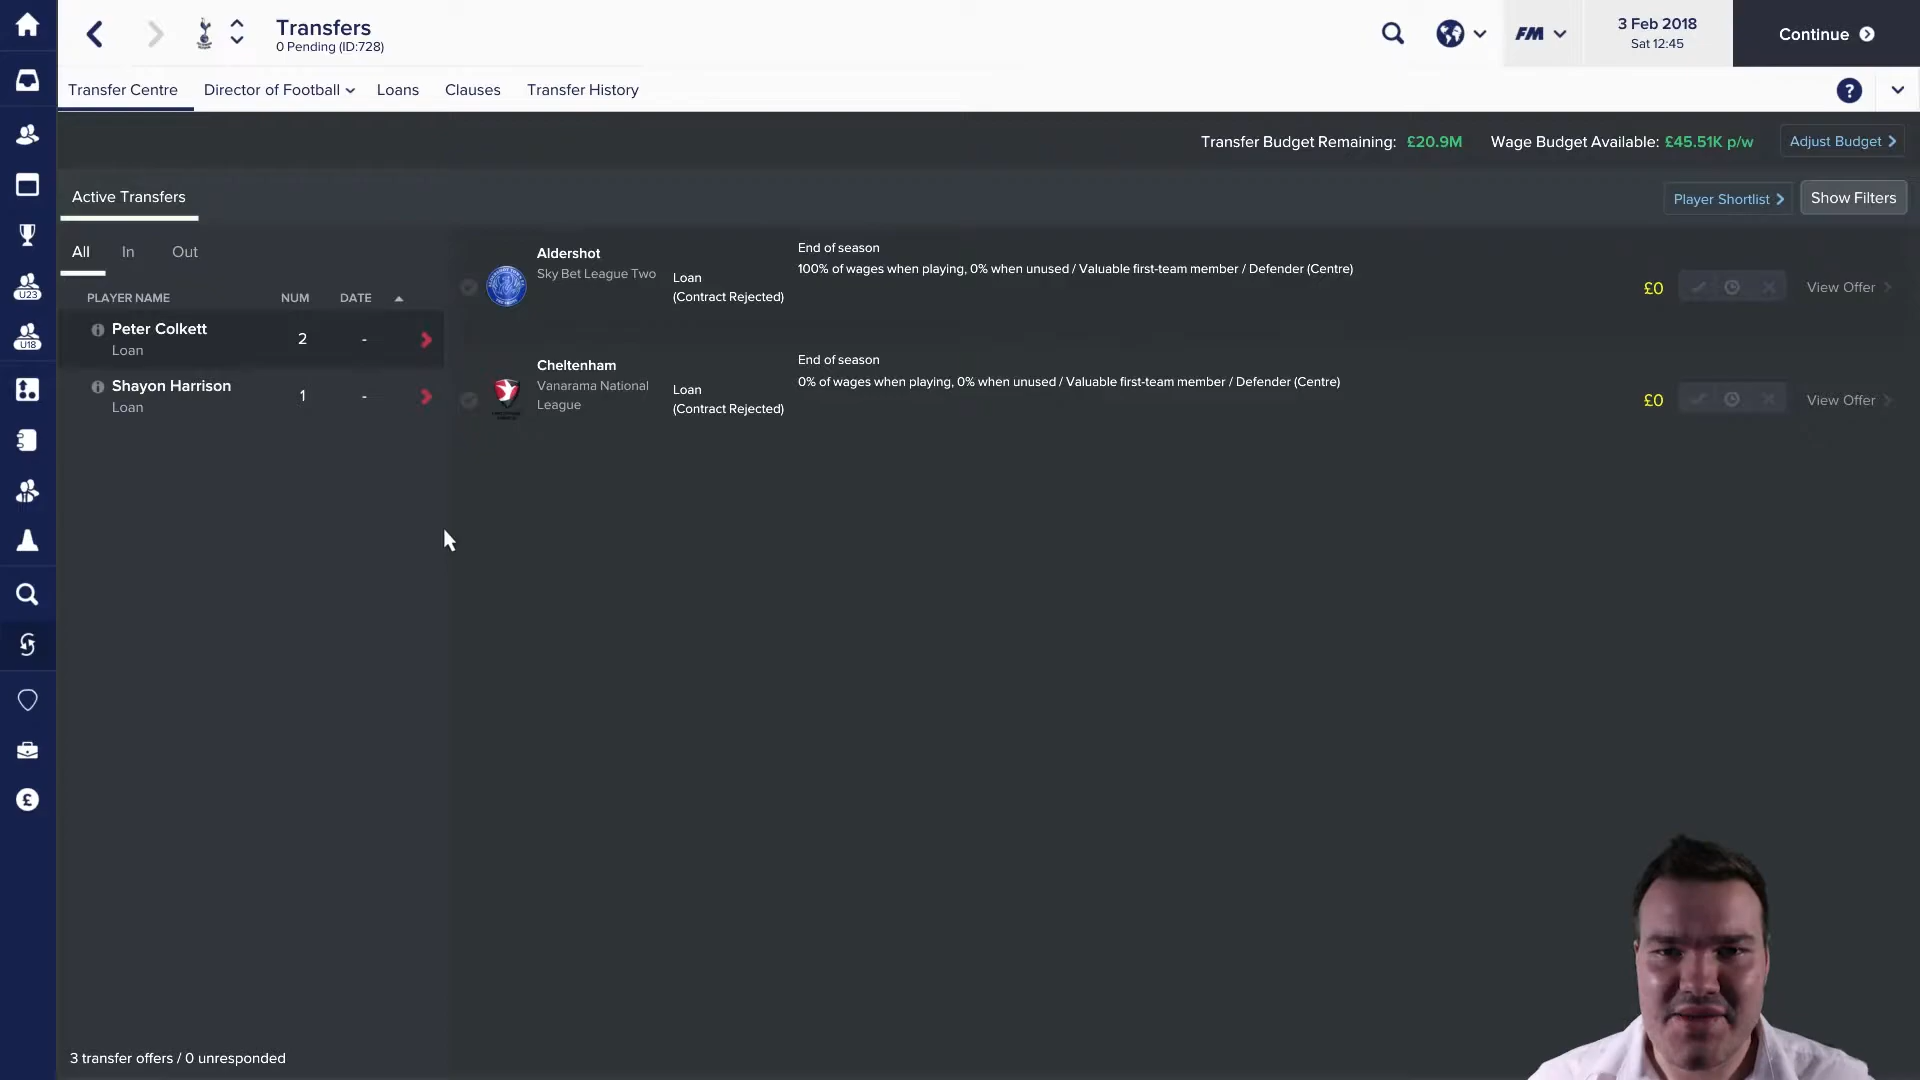 Transfers
0 Pending (ID:728)
FM
3 Feb 2018
Sat 12:45
Continue
Transfer Centre
Director of Football
Loans
Clauses
Transfer History
?
Transfer Budget Remaining: £20.9M
Wage Budget Available: £45.51K p/w
Adjust Budget
Active Transfers
Player Shortlist
Show Filters
All
In
Out
PLAYER NAME
NUM
DATE
Peter Colkett
Loan
2
-
Shayon Harrison
Loan
1
-
Aldershot
Sky Bet League Two
Loan
(Contract Rejected)
End of season
100% of wages when playing, 0% when unused / Valuable first-team member / Defender (Centre)
£0
View Offer
Cheltenham
Vanarama National
League
Loan
(Contract Rejected)
End of season
0% of wages when playing, 0% when unused / Valuable first-team member / Defender (Centre)
£0
View Offer
U23
U18
£
3 transfer offers / 0 unresponded